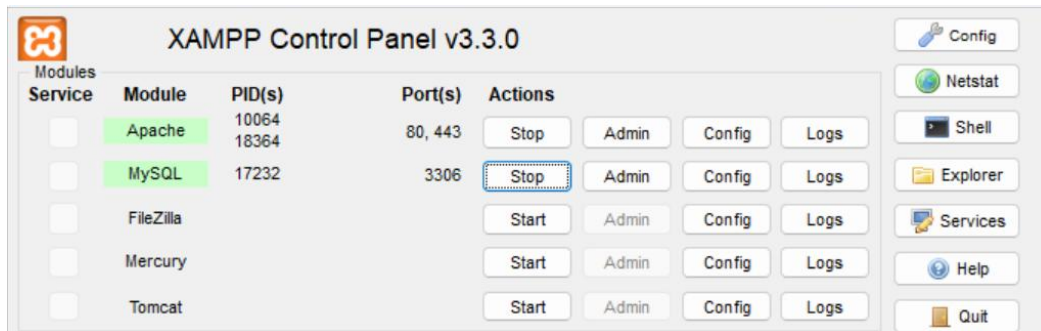 XAMPP Control Panel v3.3.0
Config
Modules
Service Module PID(s) Port(s) Actions
Netstat
Apache 10064 18364 80, 443 Stop Admin Config Logs
Shell
MySQL 17232 3306 Stop Admin Config Logs
Explorer
FileZilla Start Admin Config Logs
Services
Mercury Start Admin Config Logs
Help
Tomcat Start Admin Config Logs
Quit